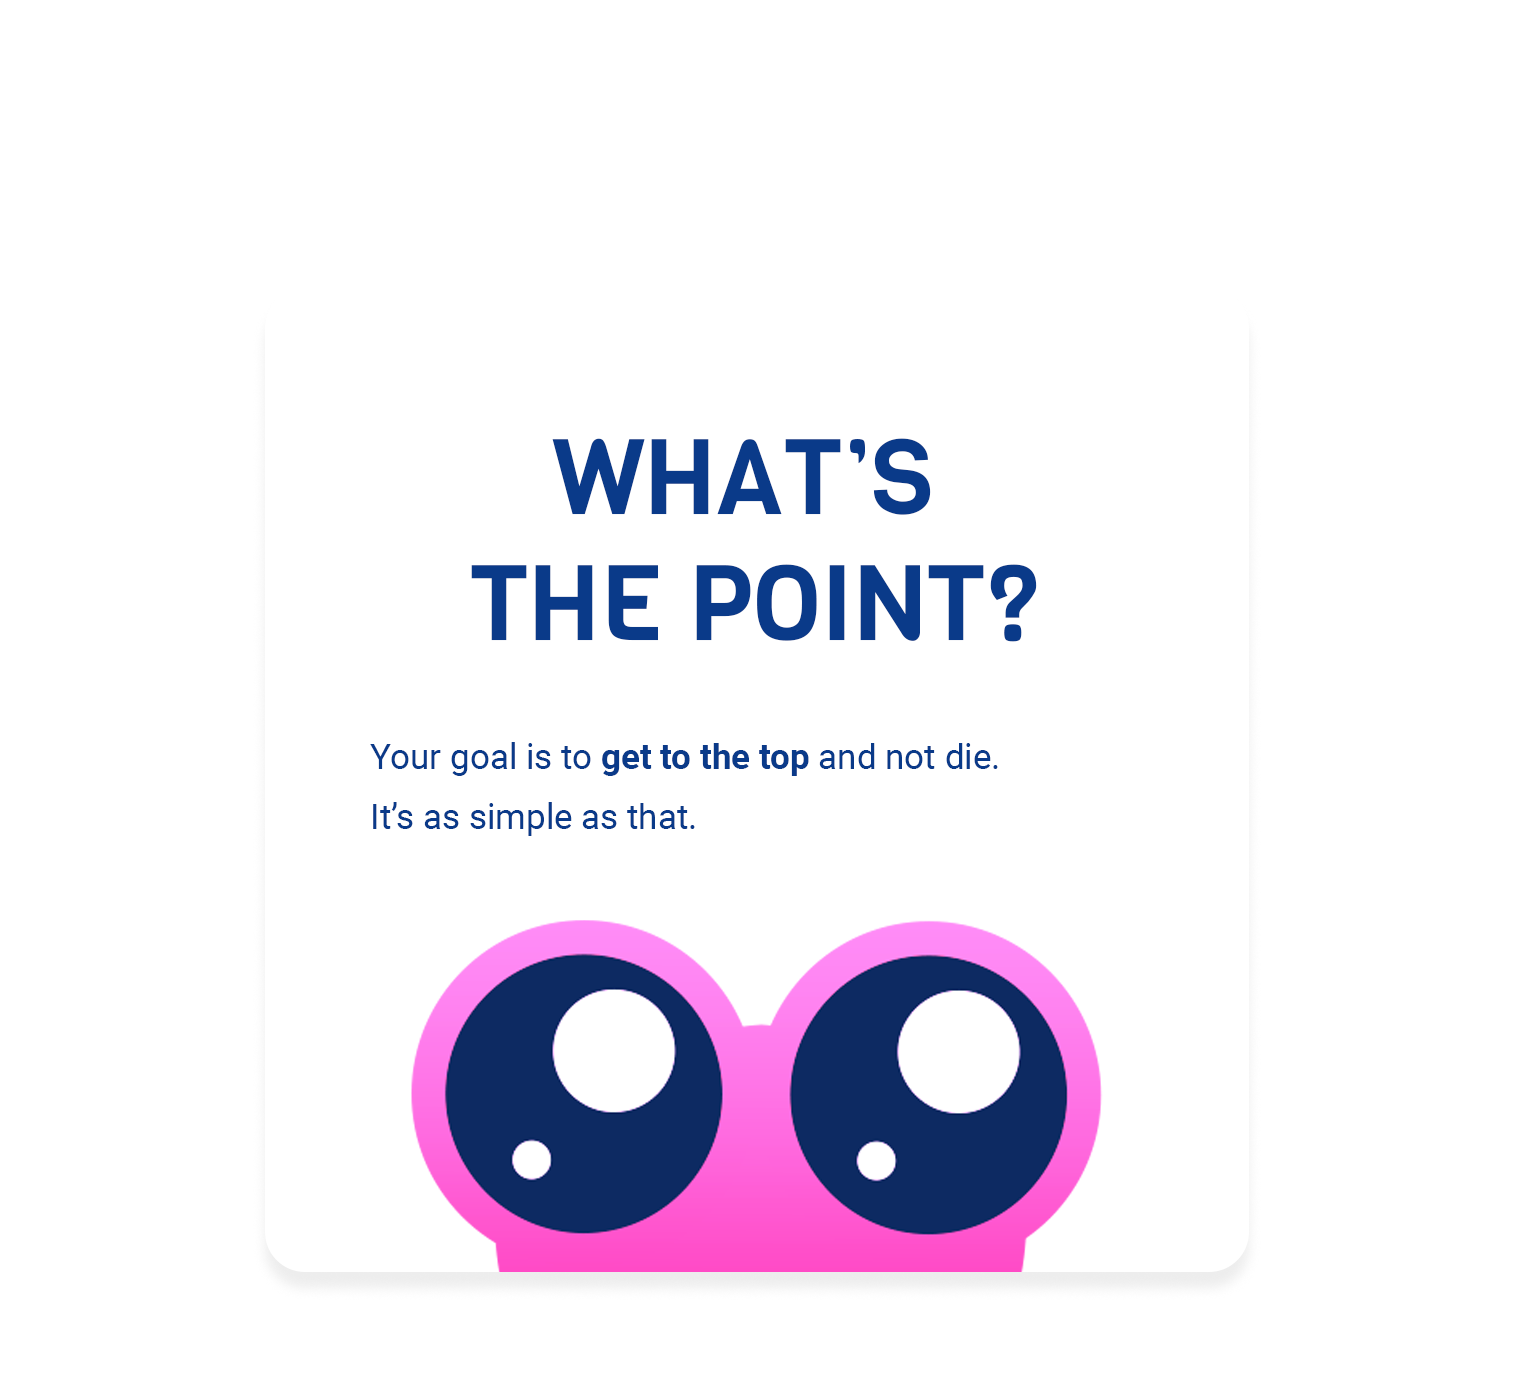 WHAT’S
THE POINT?
Your goal is to get to the top and not die.
It’s as simple as that.